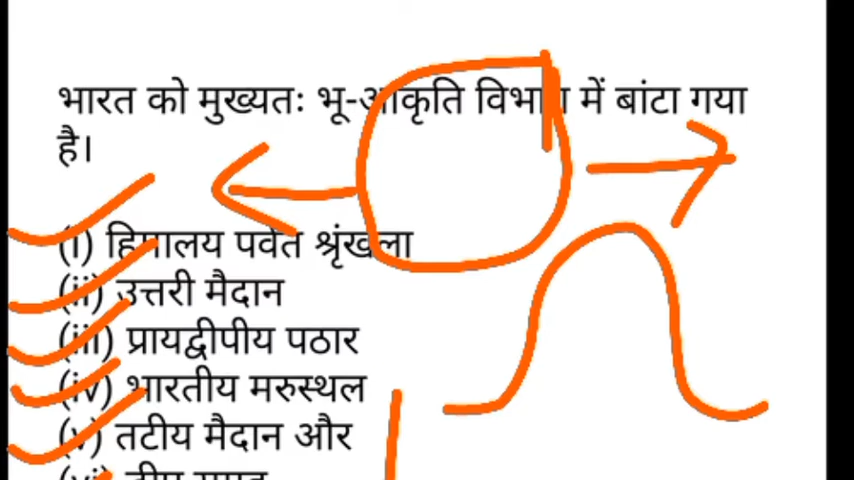 भारत को मुख्यतः भू-आकृति विभाग में बांटा गया
है।
(i) हिमालय पर्वत श्रृंखला
(ii) उत्तरी मैदान
(iii) प्रायद्वीपीय पठार
(iv) भारतीय मरुस्थल
(v) तटीय मैदान और